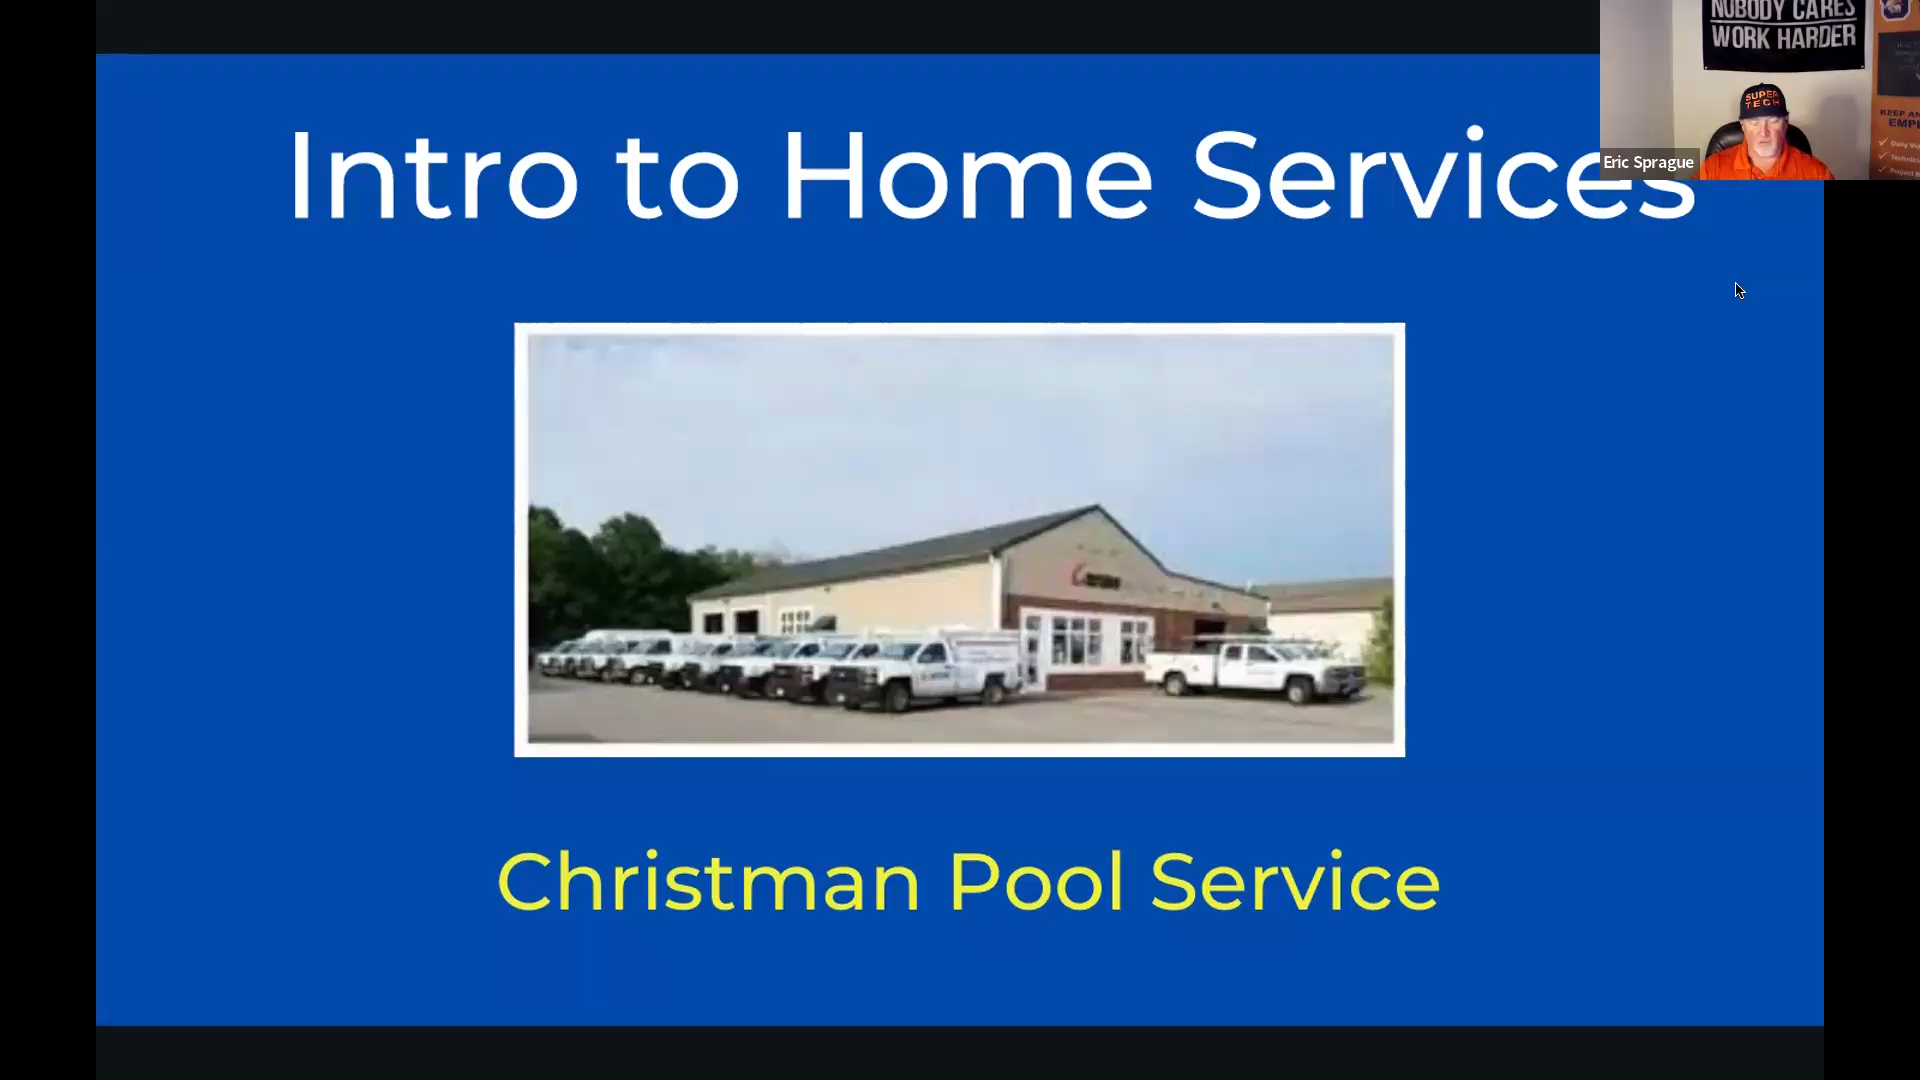 NOBODY CARES
WORK HARDER
SUPER
TECH
Eric Sprague
Intro to Home Services
Christman Pool Service